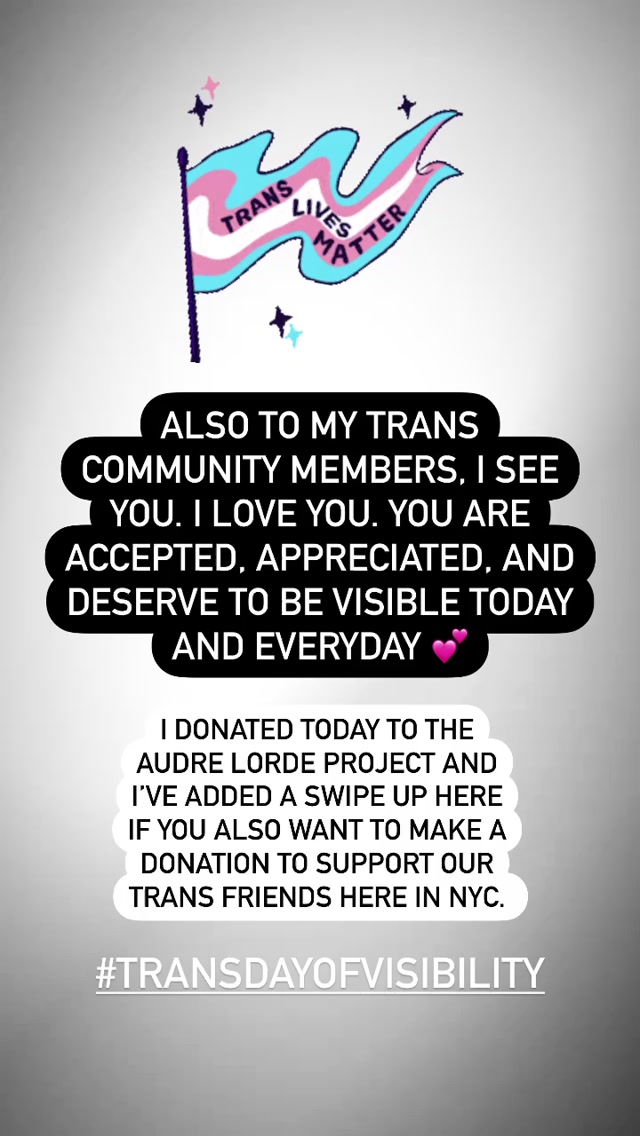 TRANS LIVES MATTER
ALSO TO MY TRANS
COMMUNITY MEMBERS, I SEE
YOU. I LOVE YOU. YOU ARE
ACCEPTED, APPRECIATED, AND
DESERVE TO BE VISIBLE TODAY
AND EVERYDAY 💕
I DONATED TODAY TO THE
AUDRE LORDE PROJECT AND
I'VE ADDED A SWIPE UP HERE
IF YOU ALSO WANT TO MAKE A
DONATION TO SUPPORT OUR
TRANS FRIENDS HERE IN NYC.
#TRANSDAYOFVISIBILITY